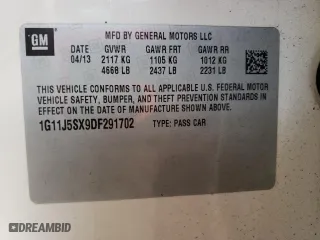 GM
MFD BY GENERAL MOTORS LLC
DATE GVWR GAWR FRT GAWR RR
04/13 2117 KG 1105 KG 1012 KG
4668 LB 2437 LB 2231 LB
THIS VEHICLE CONFORMS TO ALL APPLICABLE U.S. FEDERAL MOTOR
VEHICLE SAFETY, BUMPER, AND THEFT PREVENTION STANDARDS
IN EFFECT ON THE DATE OF MANUFACTURE SHOWN ABOVE.
1G11J5SX9DF291702 TYPE: PASS CAR
DREAMBID